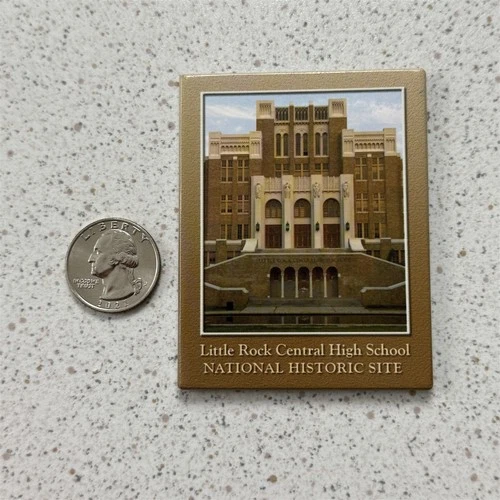 LIBERTY
IN GOD WE
TRUST
Little Rock Central High School
NATIONAL HISTORIC SITE